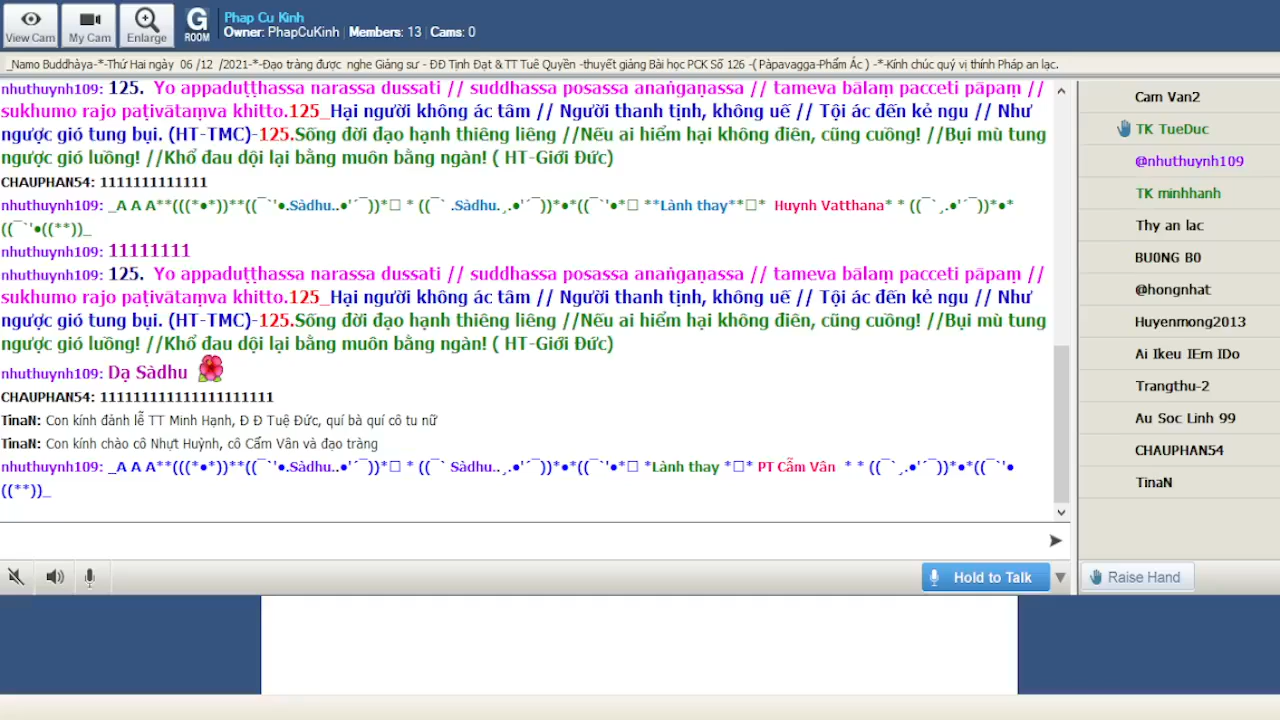 View Cam
My Cam
Enlarge
G
ROOM
Phap Cu Kinh
Owner: PhapCuKinh | Members: 13 | Cams: 0
_Namo Buddhàya-*-Thứ Hai ngày 06 /12 /2021-*-Đạo tràng được nghe Giảng sư - ĐĐ Tịnh Đạt & TT Tuê Quyền -thuyết giảng Bài học PCK Số 126 -( Pàpavagga-Phẩm Ác ) -*-Kính chúc quý vị thính Pháp an lạc.
nhuthuynh109: 125. Yo appaduṭṭhassa narassa dussati // suddhassa posassa anaṅgaṇassa // tameva bālaṃ pacceti pāpaṃ //
sukhumo rajo paṭivātaṃva khitto.125_Hại người không ác tâm // Người thanh tịnh, không uế // Tội ác đến kẻ ngu // Như
ngược gió tung bụi. (HT-TMC)-125.Sống đời đạo hạnh thiêng liêng //Nếu ai hiểm hại không điên, cũng cuồng! //Bụi mù tung
ngược gió luồng! //Khổ đau dội lại bằng muôn bằng ngàn! ( HT-Giới Đức)
CHAUPHAN54: 1111111111111
nhuthuynh109: _A A A**(((*•*))**((¯`'•.Sàdhu..•'´¯))*□ * ((¯` .Sàdhu.¸.•'´¯))*•*((¯`'•*□ **Lành thay**□* Huynh Vatthana* * ((¯`¸.•'´¯))*•*
((¯`'•((**))_
nhuthuynh109: 11111111
nhuthuynh109: 125. Yo appaduṭṭhassa narassa dussati // suddhassa posassa anaṅgaṇassa // tameva bālaṃ pacceti pāpaṃ //
sukhumo rajo paṭivātaṃva khitto.125_Hại người không ác tâm // Người thanh tịnh, không uế // Tội ác đến kẻ ngu // Như
ngược gió tung bụi. (HT-TMC)-125.Sống đời đạo hạnh thiêng liêng //Nếu ai hiểm hại không điên, cũng cuồng! //Bụi mù tung
ngược gió luồng! //Khổ đau dội lại bằng muôn bằng ngàn! ( HT-Giới Đức)
nhuthuynh109: Dạ Sàdhu
CHAUPHAN54: 111111111111111111111
TinaN: Con kính đảnh lễ TT Minh Hạnh, Đ Đ Tuệ Đức, quí bà quí cô tu nữ
TinaN: Con kính chào cô Nhựt Huỳnh, cô Cẩm Vân và đạo tràng
nhuthuynh109: _A A A**(((*•*))**((¯`'•.Sàdhu..•'´¯))*□ * ((¯` Sàdhu..¸.•'´¯))*•*((¯`'•*□ *Lành thay *□* PT Cẩm Vân * * ((¯`¸.•'´¯))*•*((¯`'•
((**))_
Hold to Talk
Cam Van2
TK TueDuc
@nhuthuynh109
TK minhhanh
Thy an lac
BU0NG B0
@hongnhat
Huyenmong2013
Ai Ikeu IEm IDo
Trangthu-2
Au Soc Linh 99
CHAUPHAN54
TinaN
Raise Hand